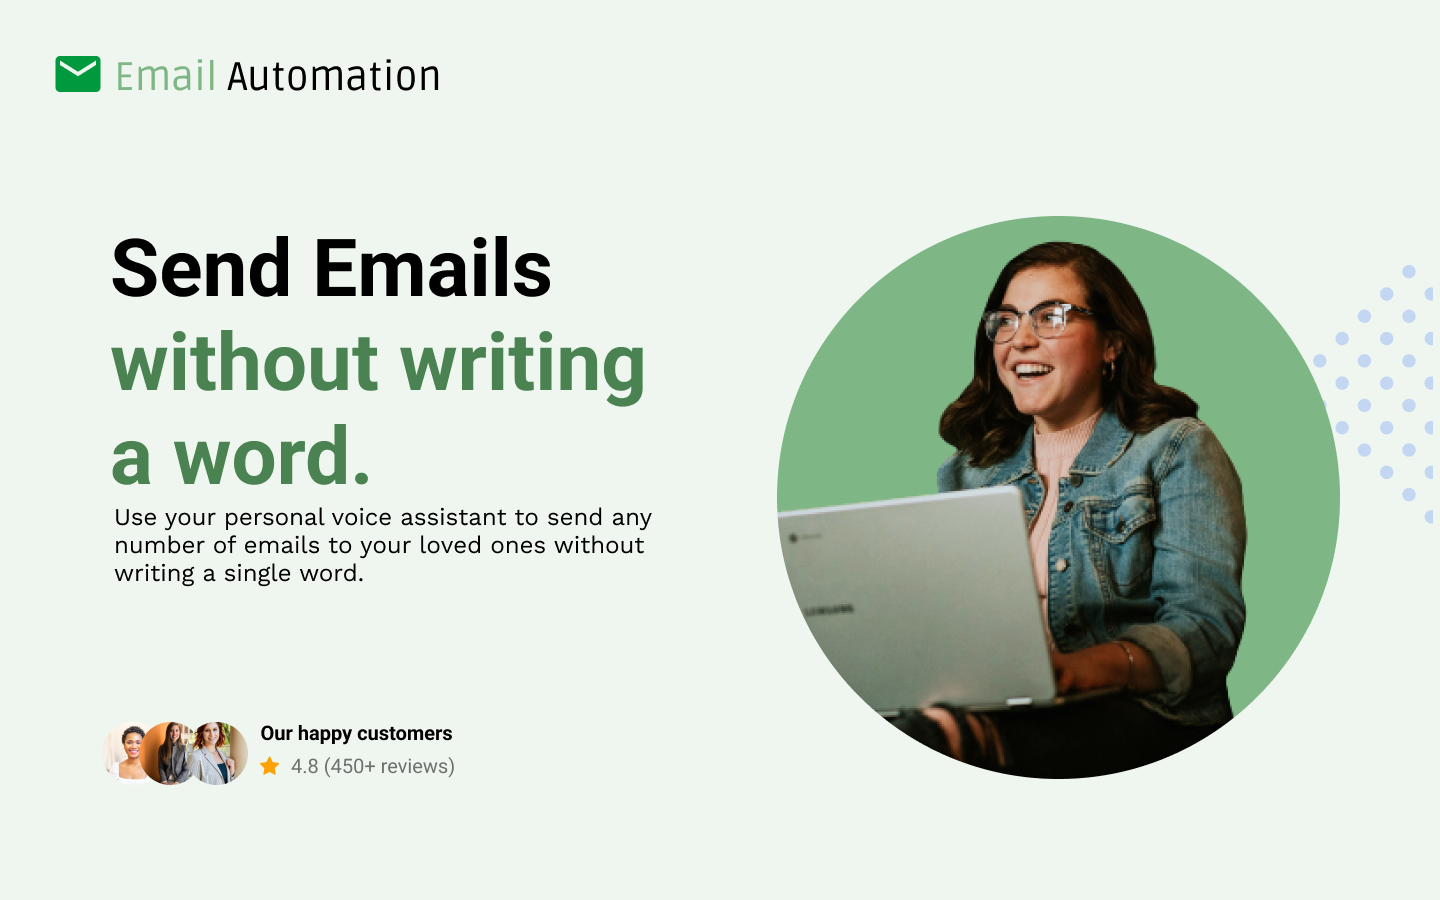 Email Automation
Send Emails
without writing
a word.
Use your personal voice assistant to send any
number of emails to your loved ones without
writing a single word.
Our happy customers
4.8 (450+ reviews)
SAMSUNG